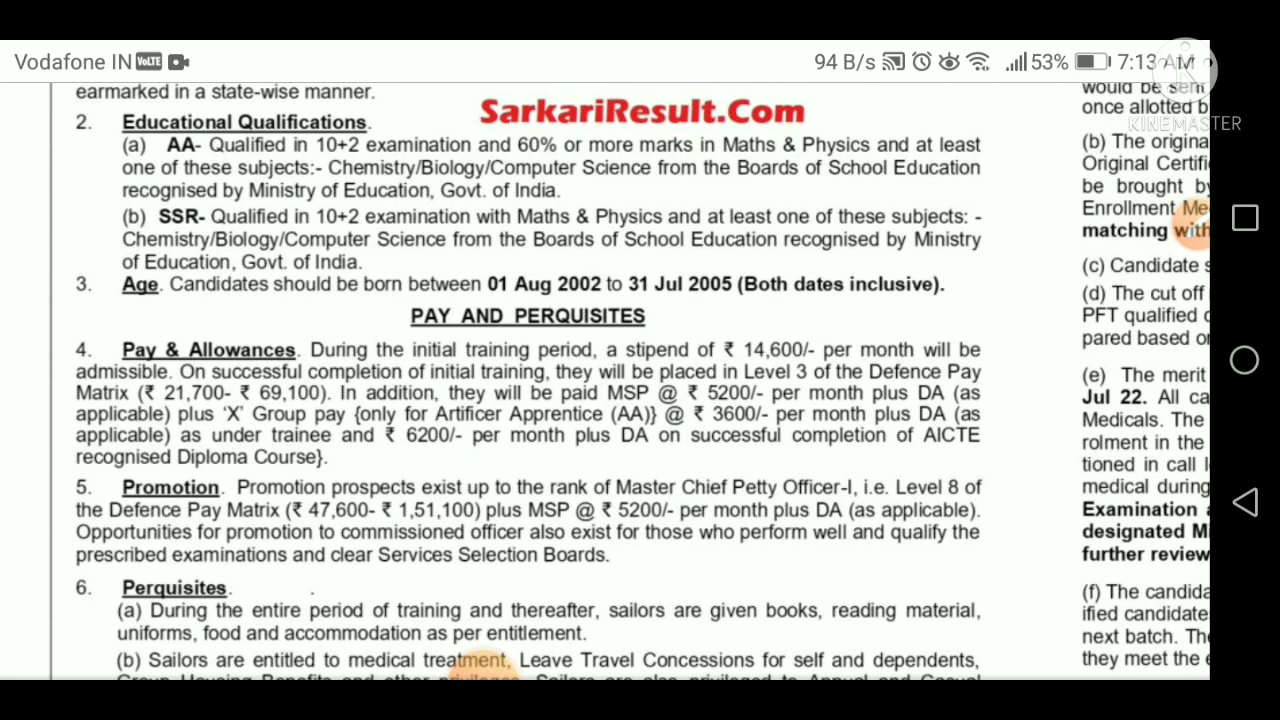 Vodafone IN VoLTE 94 B/s 53% 7:13 AM
KINEMASTER
SarkariResult.Com
earmarked in a state-wise manner.
2. Educational Qualifications.
(a) AA- Qualified in 10+2 examination and 60% or more marks in Maths & Physics and at least
one of these subjects:- Chemistry/Biology/Computer Science from the Boards of School Education
recognised by Ministry of Education, Govt. of India.
(b) SSR- Qualified in 10+2 examination with Maths & Physics and at least one of these subjects: -
Chemistry/Biology/Computer Science from the Boards of School Education recognised by Ministry
of Education, Govt. of India.
3. Age. Candidates should be born between 01 Aug 2002 to 31 Jul 2005 (Both dates inclusive).
PAY AND PERQUISITES
4. Pay & Allowances. During the initial training period, a stipend of ₹ 14,600/- per month will be
admissible. On successful completion of initial training, they will be placed in Level 3 of the Defence Pay
Matrix (₹ 21,700- ₹ 69,100). In addition, they will be paid MSP @ ₹ 5200/- per month plus DA (as
applicable) plus ‘X’ Group pay {only for Artificer Apprentice (AA)} @ ₹ 3600/- per month plus DA (as
applicable) as under trainee and ₹ 6200/- per month plus DA on successful completion of AICTE
recognised Diploma Course}.
5. Promotion. Promotion prospects exist up to the rank of Master Chief Petty Officer-I, i.e. Level 8 of
the Defence Pay Matrix (₹ 47,600- ₹ 1,51,100) plus MSP @ ₹ 5200/- per month plus DA (as applicable).
Opportunities for promotion to commissioned officer also exist for those who perform well and qualify the
prescribed examinations and clear Services Selection Boards.
6. Perquisites.
(a) During the entire period of training and thereafter, sailors are given books, reading material,
uniforms, food and accommodation as per entitlement.
(b) Sailors are entitled to medical treatment, Leave Travel Concessions for self and dependents,
would be sent
once allotted b
(b) The origina
Original Certifi
be brought by
Enrollment Me
matching with
(c) Candidate s
(d) The cut off
PFT qualified
pared based on
(e) The merit
Jul 22. All ca
Medicals. The
rolment in the
tioned in call l
medical during
Examination a
designated Mi
further review
(f) The candida
ified candidate
next batch. The
they meet the e